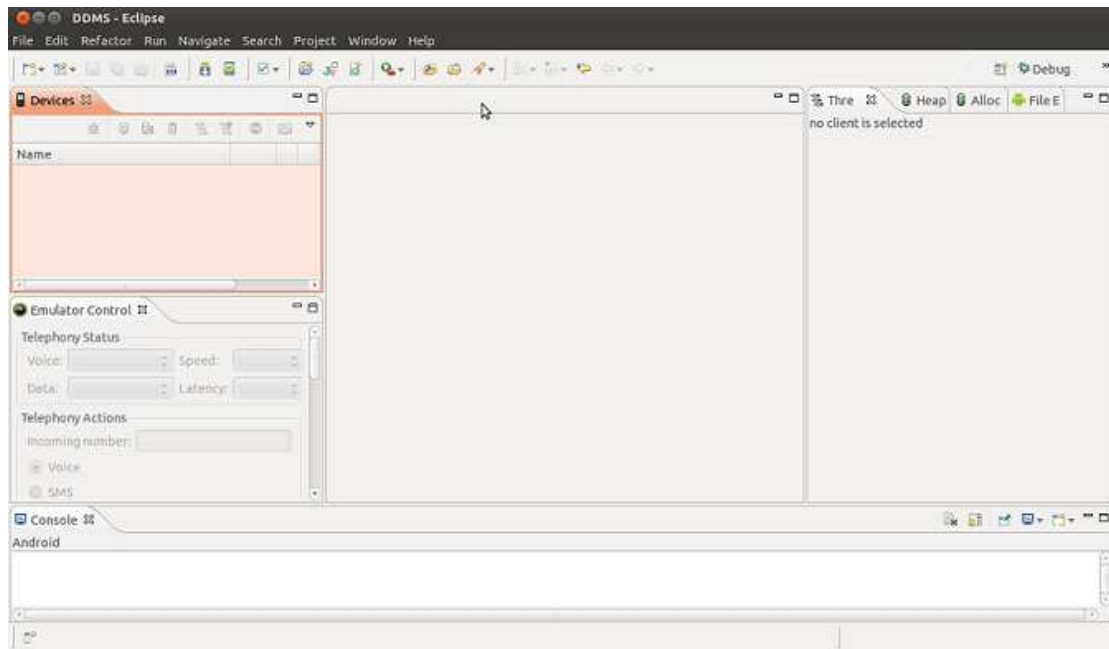 DDMS - Eclipse
File Edit Refactor Run Navigate Search Project Window Help
Debug
Devices
Thre Heap Alloc File E
no client is selected
Name
Emulator Control
Telephony Status
Voice: Speed:
Data: Latency:
Telephony Actions
Incoming number:
Voice
SMS
Console
Android